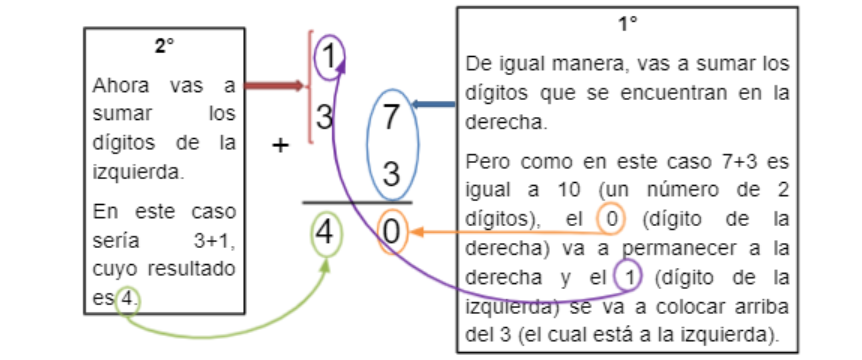 2°
Ahora vas a
sumar los
dígitos de la
izquierda.
En este caso
sería 3+1,
cuyo resultado
es 4.
1
3 7
+
3
4 0
1°
De igual manera, vas a sumar los
dígitos que se encuentran en la
derecha.
Pero como en este caso 7+3 es
igual a 10 (un número de 2
dígitos), el 0 (dígito de la
derecha) va a permanecer a la
derecha y el 1 (dígito de la
izquierda) se va a colocar arriba
del 3 (el cual está a la izquierda).